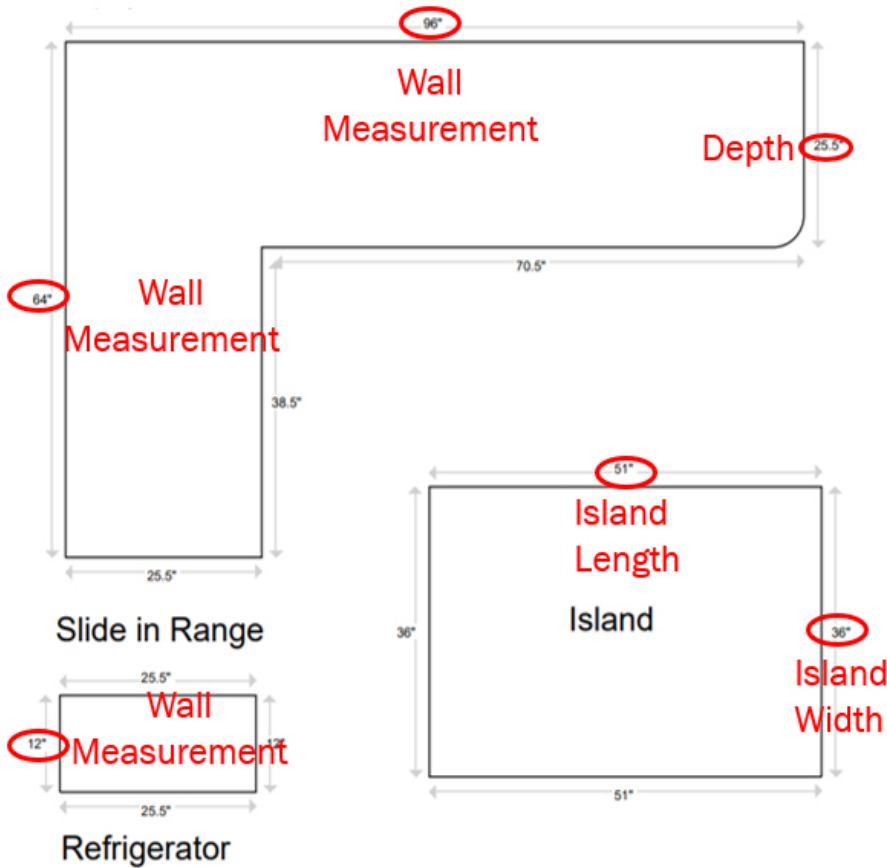 96"
Wall
Measurement
Depth
25.5"
70.5"
64"
Wall
Measurement
38.5"
25.5"
51"
Island
Length
Island
36"
36"
Island
Width
51"
Slide in Range
25.5"
Wall
Measurement
12"
12"
25.5"
Refrigerator